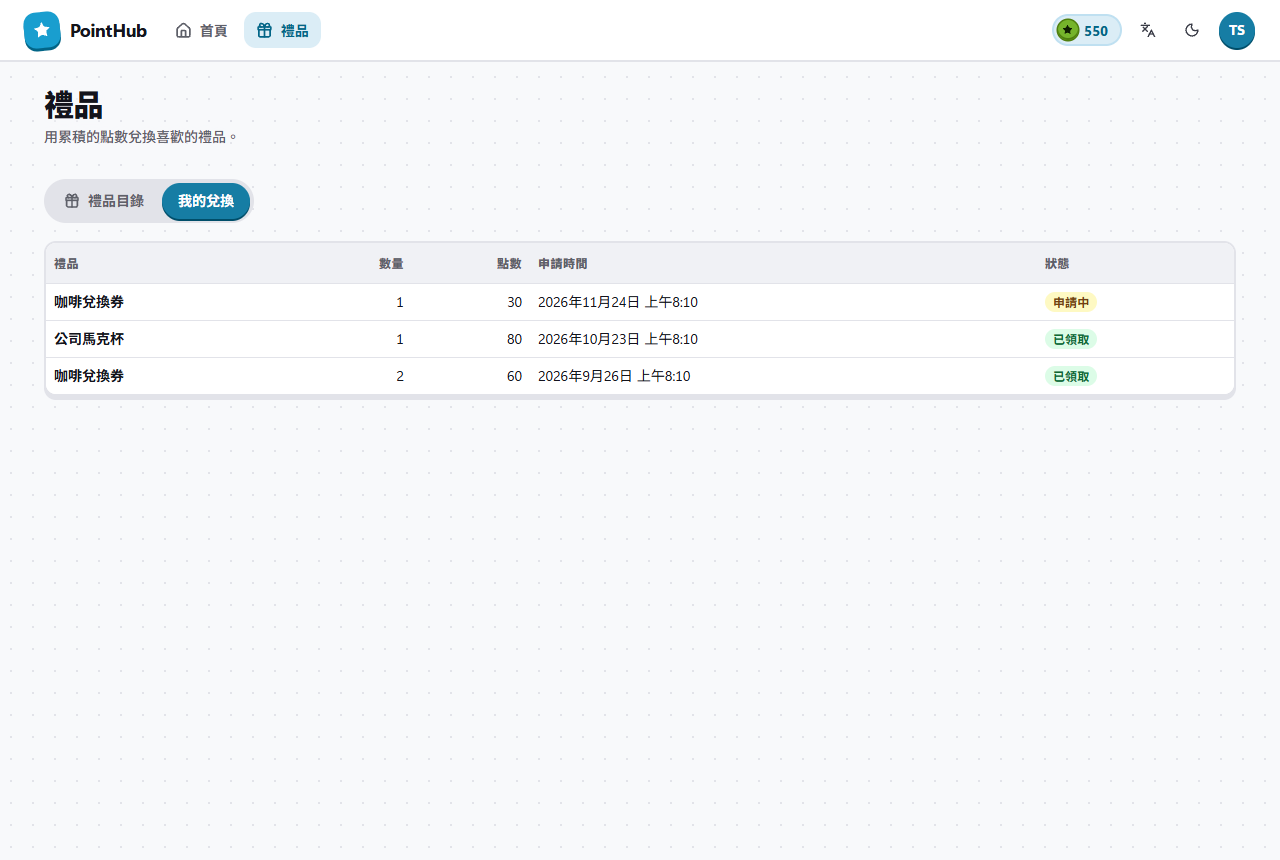 PointHub 首頁 禮品 550 TS
禮品
用累積的點數兌換喜歡的禮品。
禮品目錄 我的兌換
禮品 數量 點數 申請時間 狀態
咖啡兌換券 1 30 2026年11月24日 上午8:10 申請中
公司馬克杯 1 80 2026年10月23日 上午8:10 已領取
咖啡兌換券 2 60 2026年9月26日 上午8:10 已領取